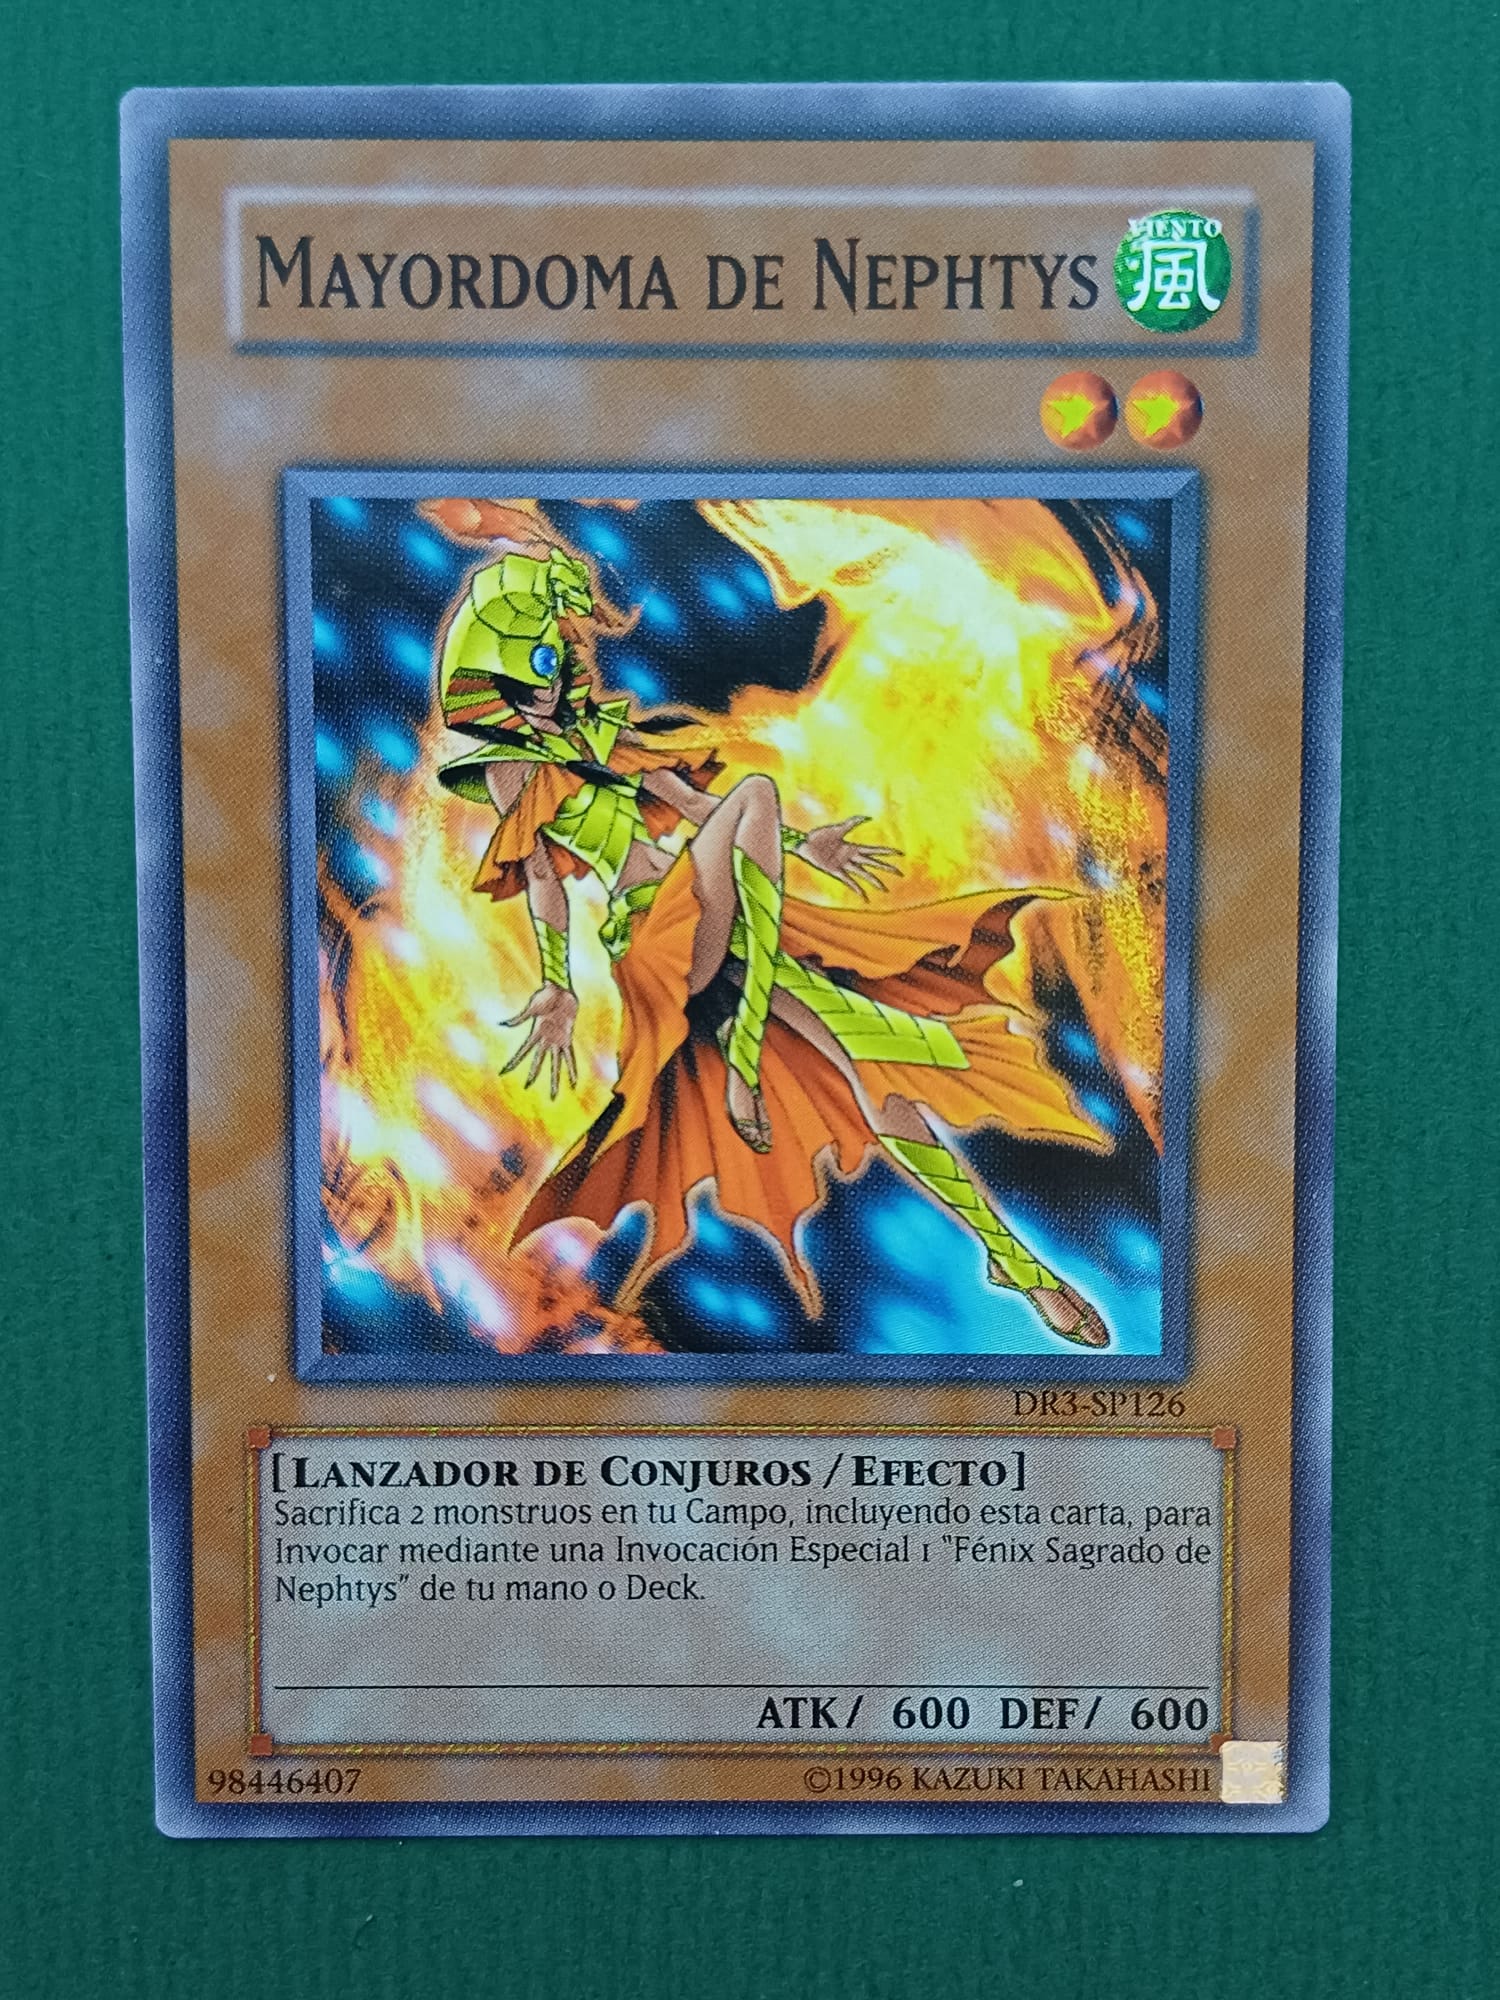 MAYORDOMA DE NEPHTYS
VIENTO
風
DR3-SP126
[LANZADOR DE CONJUROS / EFECTO]
Sacrifica 2 monstruos en tu Campo, incluyendo esta carta, para
Invocar mediante una Invocación Especial 1 "Fénix Sagrado de
Nephtys" de tu mano o Deck.
ATK/ 600 DEF/ 600
98446407
©1996 KAZUKI TAKAHASHI